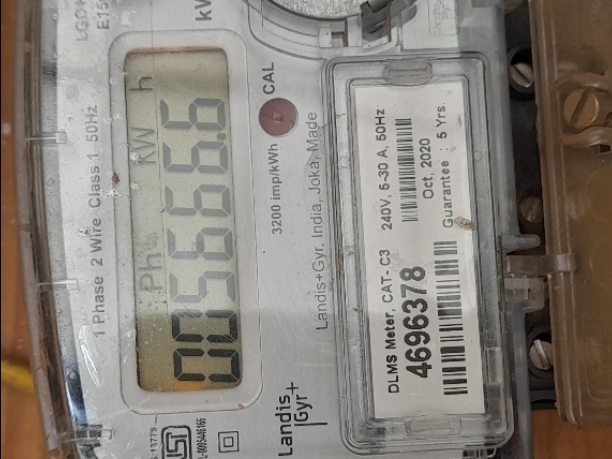 1 Phase 2 Wire Class.1 50Hz
Ph kW h
CAL
3200 imp/kWh
Landis+Gyr, India, Joka, Made
Landis
Gyr+
DLMS Meter, CAT- C3 240V, 5-30 A, 50Hz
4696378
Oct, 2020
Guarantee : 5 Yrs.